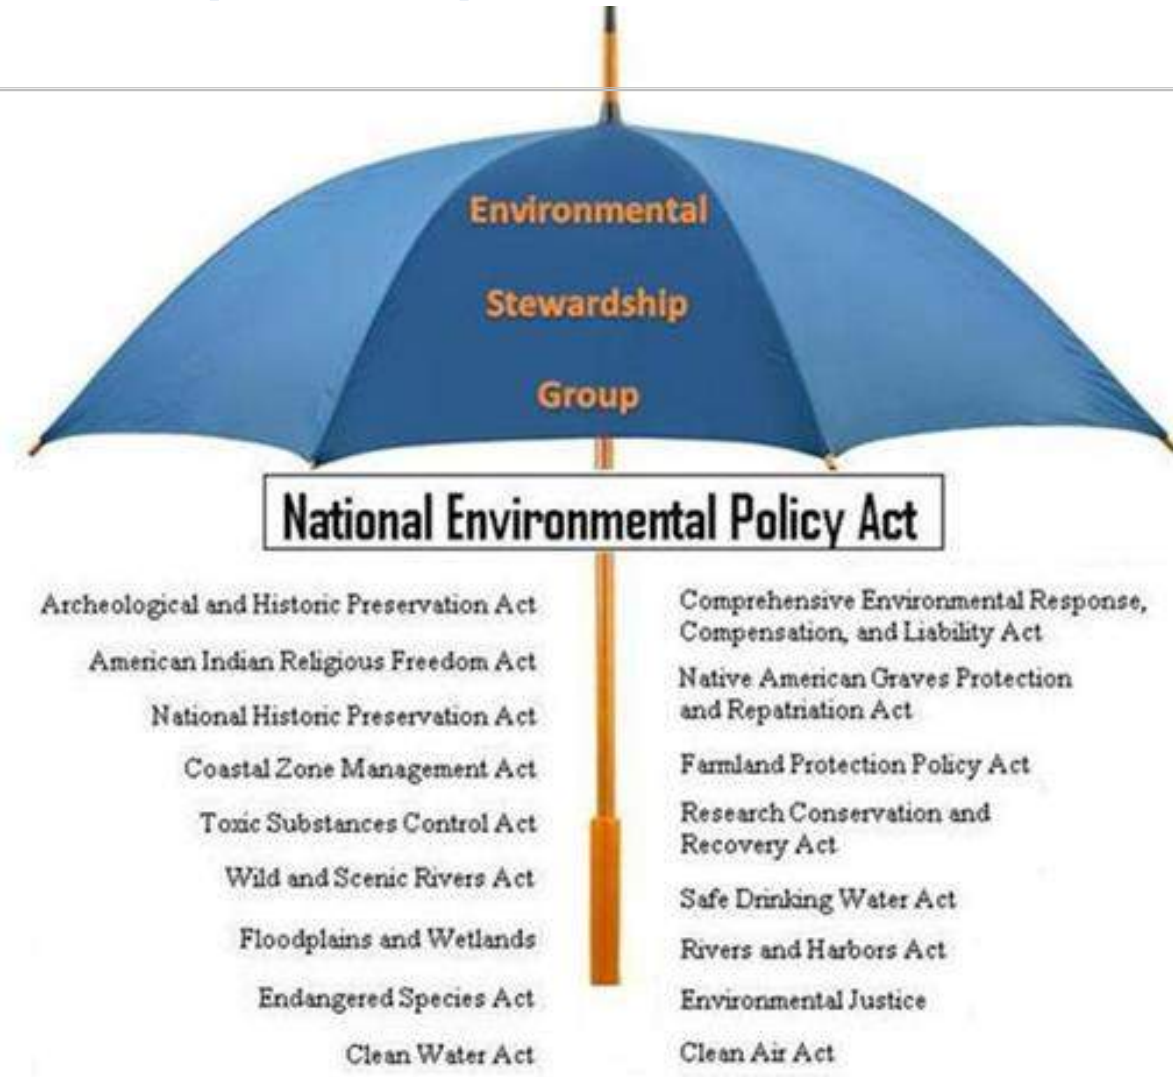 Environmental
Stewardship
Group
National Environmental Policy Act
Archeological and Historic Preservation Act
American Indian Religious Freedom Act
National Historic Preservation Act
Coastal Zone Management Act
Toxic Substances Control Act
Wild and Scenic Rivers Act
Floodplains and Wetlands
Endangered Species Act
Clean Water Act
Comprehensive Environmental Response,
Compensation, and Liability Act
Native American Graves Protection
and Repatriation Act
Farmland Protection Policy Act
Research Conservation and
Recovery Act
Safe Drinking Water Act
Rivers and Harbors Act
Environmental Justice
Clean Air Act